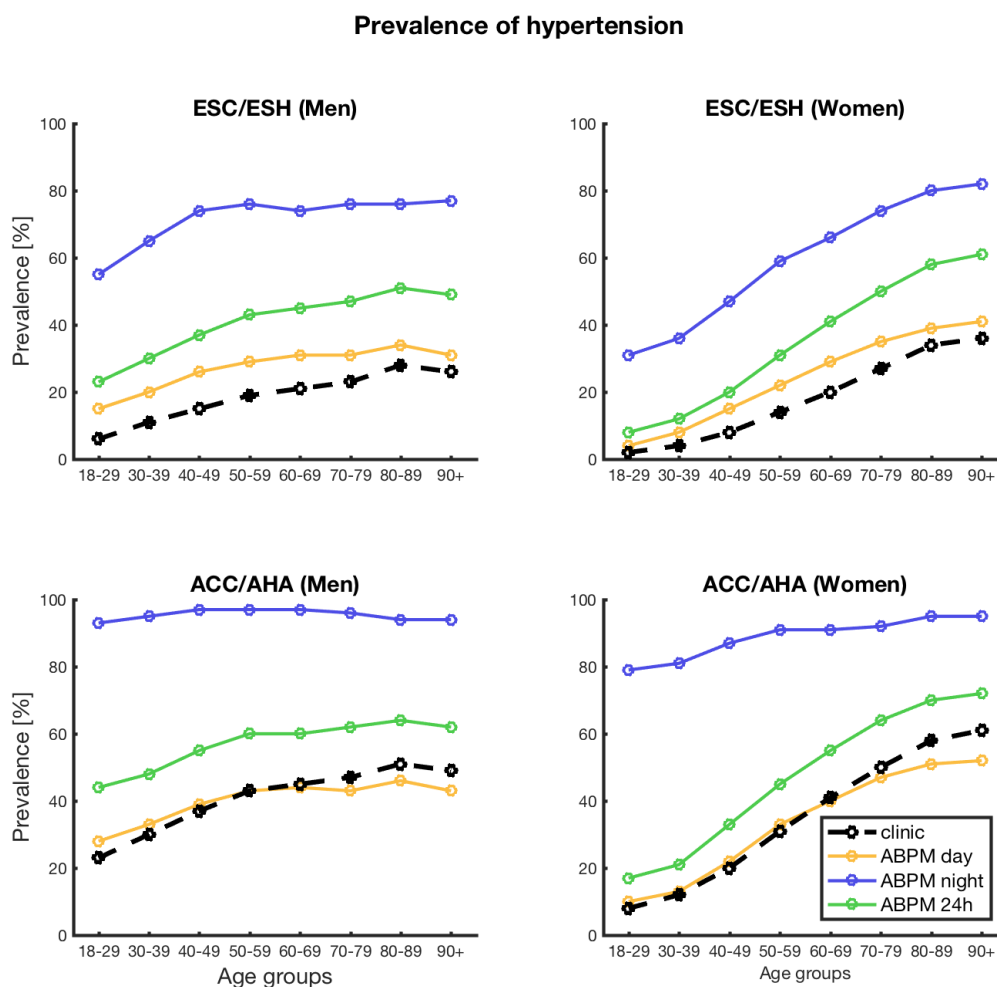 Prevalence of hypertension
ESC/ESH (Men)
Prevalence [%]
100
80
60
40
20
0
18-29 30-39 40-49 50-59 60-69 70-79 80-89 90+
ESC/ESH (Women)
100
80
60
40
20
0
18-29 30-39 40-49 50-59 60-69 70-79 80-89 90+
ACC/AHA (Men)
Prevalence [%]
100
80
60
40
20
0
18-29 30-39 40-49 50-59 60-69 70-79 80-89 90+
Age groups
ACC/AHA (Women)
100
80
60
40
20
0
clinic
ABPM day
ABPM night
ABPM 24h
18-29 30-39 40-49 50-59 60-69 70-79 80-89 90+
Age groups